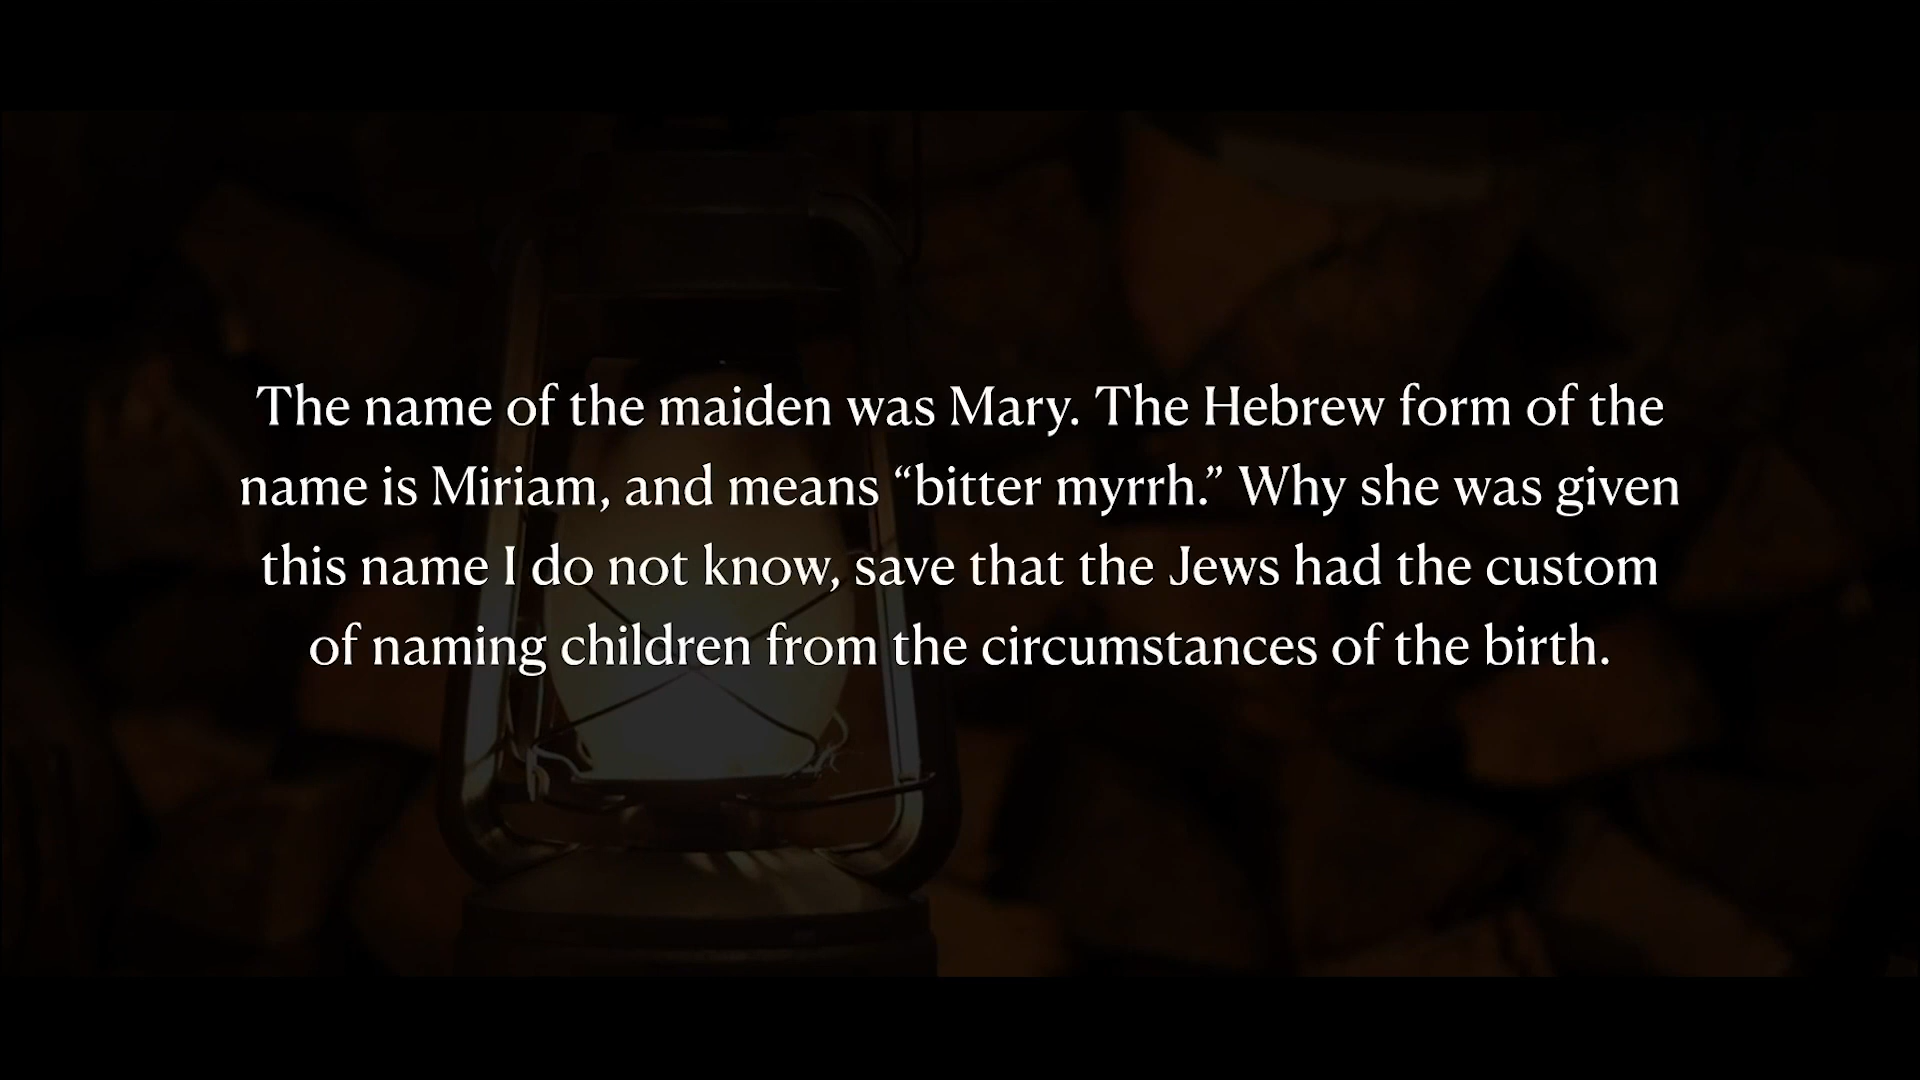 The name of the maiden was Mary. The Hebrew form of the
name is Miriam, and means “bitter myrrh.” Why she was given
this name I do not know, save that the Jews had the custom
of naming children from the circumstances of the birth.